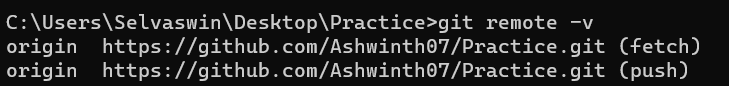 C:\Users\Selvaswin\Desktop\Practice>git remote -v
origin  https://github.com/Ashwinth07/Practice.git (fetch)
origin  https://github.com/Ashwinth07/Practice.git (push)